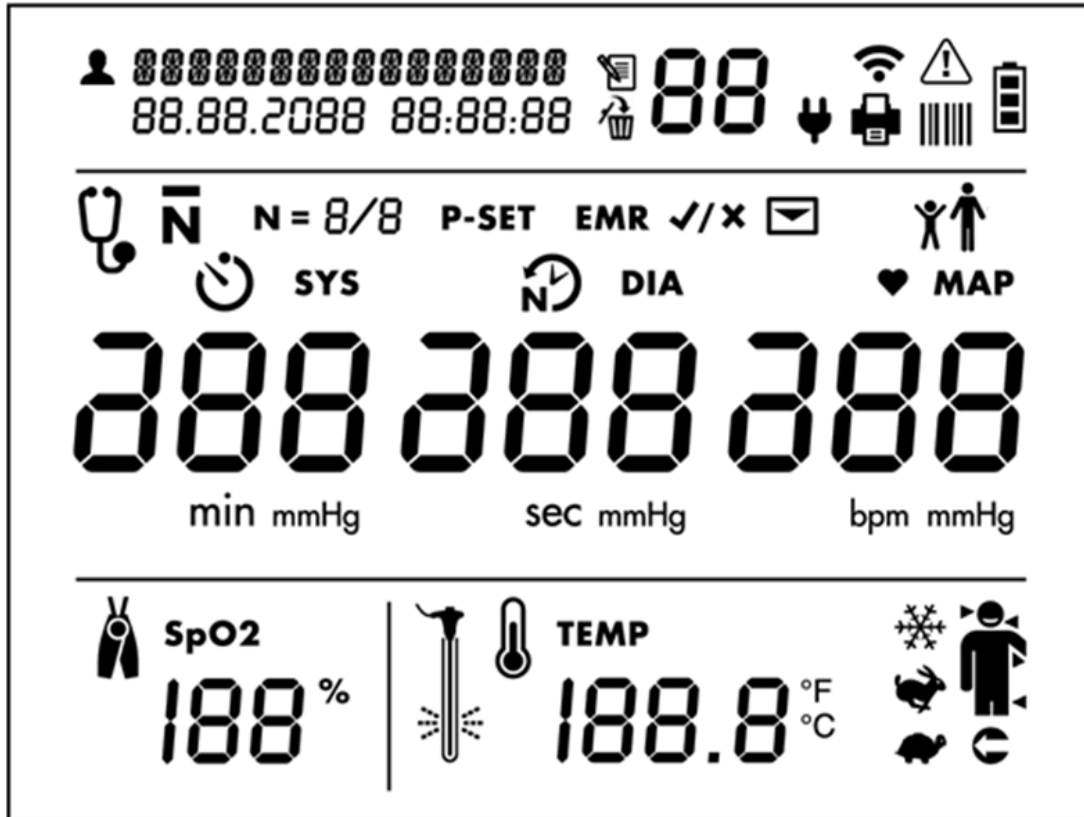 88
88.88.2088 88:88:88
N N = 8/8 P-SET EMR ✓/✗
SYS N DIA ♥ MAP
288 288 288
min mmHg sec mmHg bpm mmHg
SpO2 TEMP
188 % 188.8 °F
°C